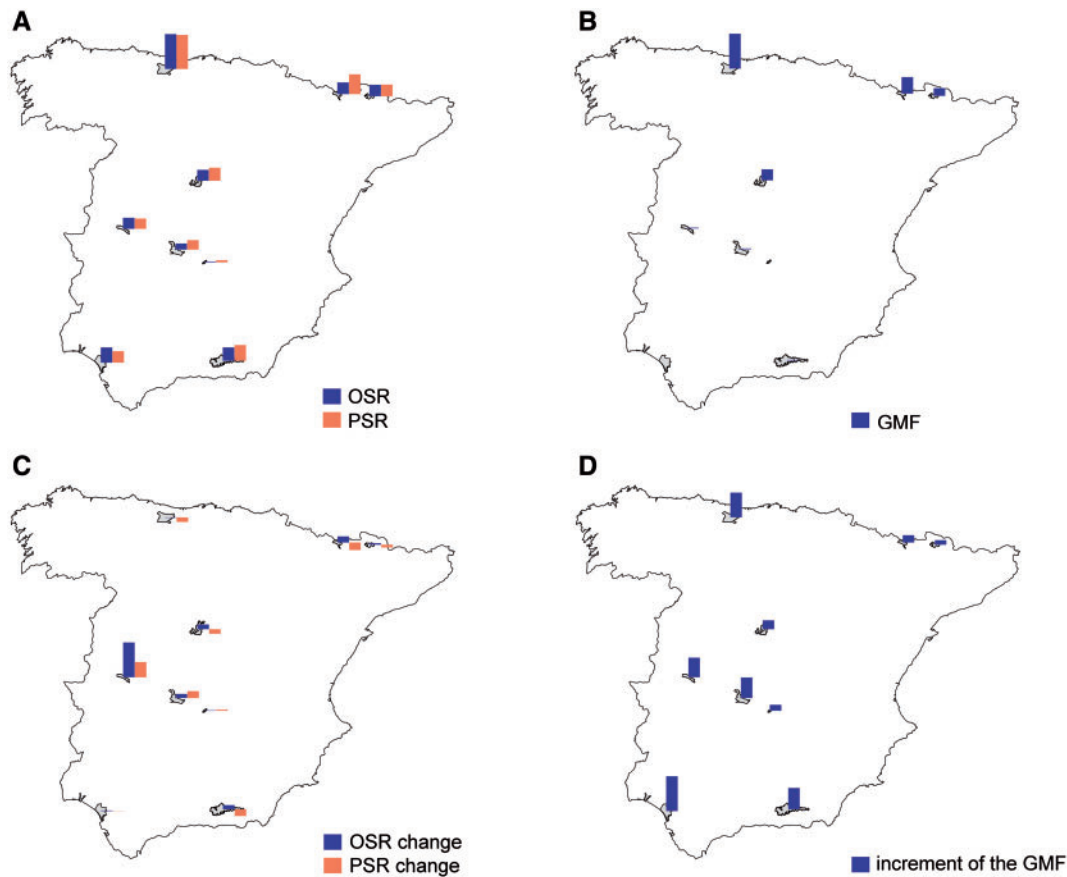 A
B
OSR
PSR
GMF
C
D
OSR change
PSR change
increment of the GMF